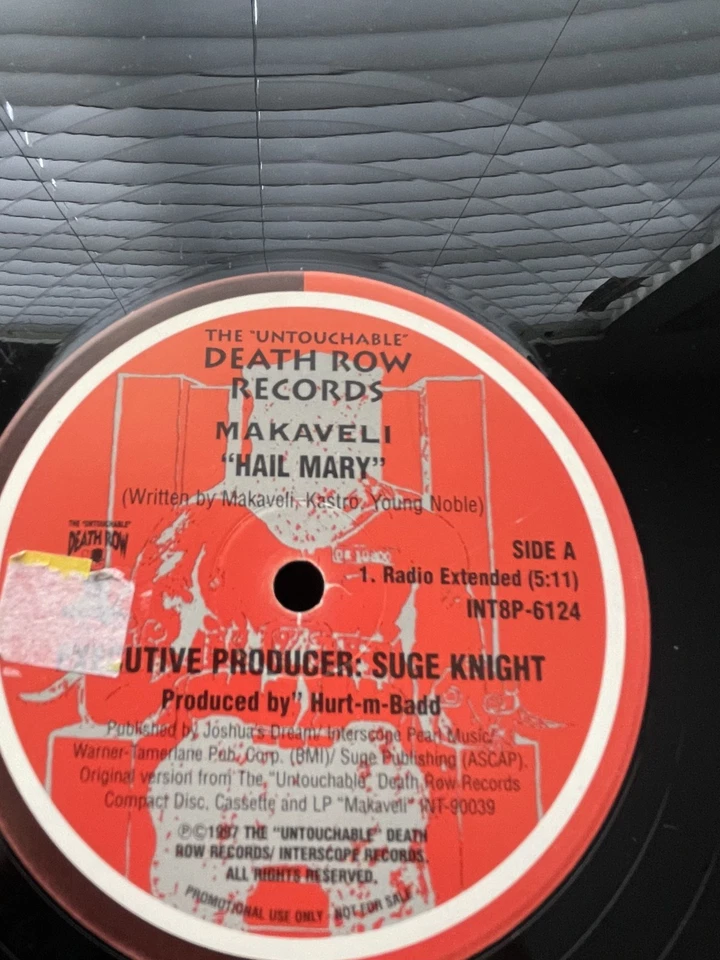 THE "UNTOUCHABLE"
DEATH ROW
RECORDS
MAKAVELI
"HAIL MARY"
(Written by Makaveli, Kastro, Young Noble)
THE "UNTOUCHABLE"
DEATH ROW
SIDE A
1. Radio Extended (5:11)
INT8P-6124
UTIVE PRODUCER: SUGE KNIGHT
Produced by" Hurt-m-Badd
Published by Joshua's Dream/ Interscope Pearl Music/
Warner-Tamerlane Pub. Corp. (BMI)/ Suge Publishing (ASCAP).
Original version from The "Untouchable" Death Row Records
Compact Disc, Cassette and LP "Makaveli" INT-90039
℗©1997 THE "UNTOUCHABLE" DEATH
ROW RECORDS/ INTERSCOPE RECORDS.
ALL RIGHTS RESERVED.
PROMOTIONAL USE ONLY - NOT FOR SALE